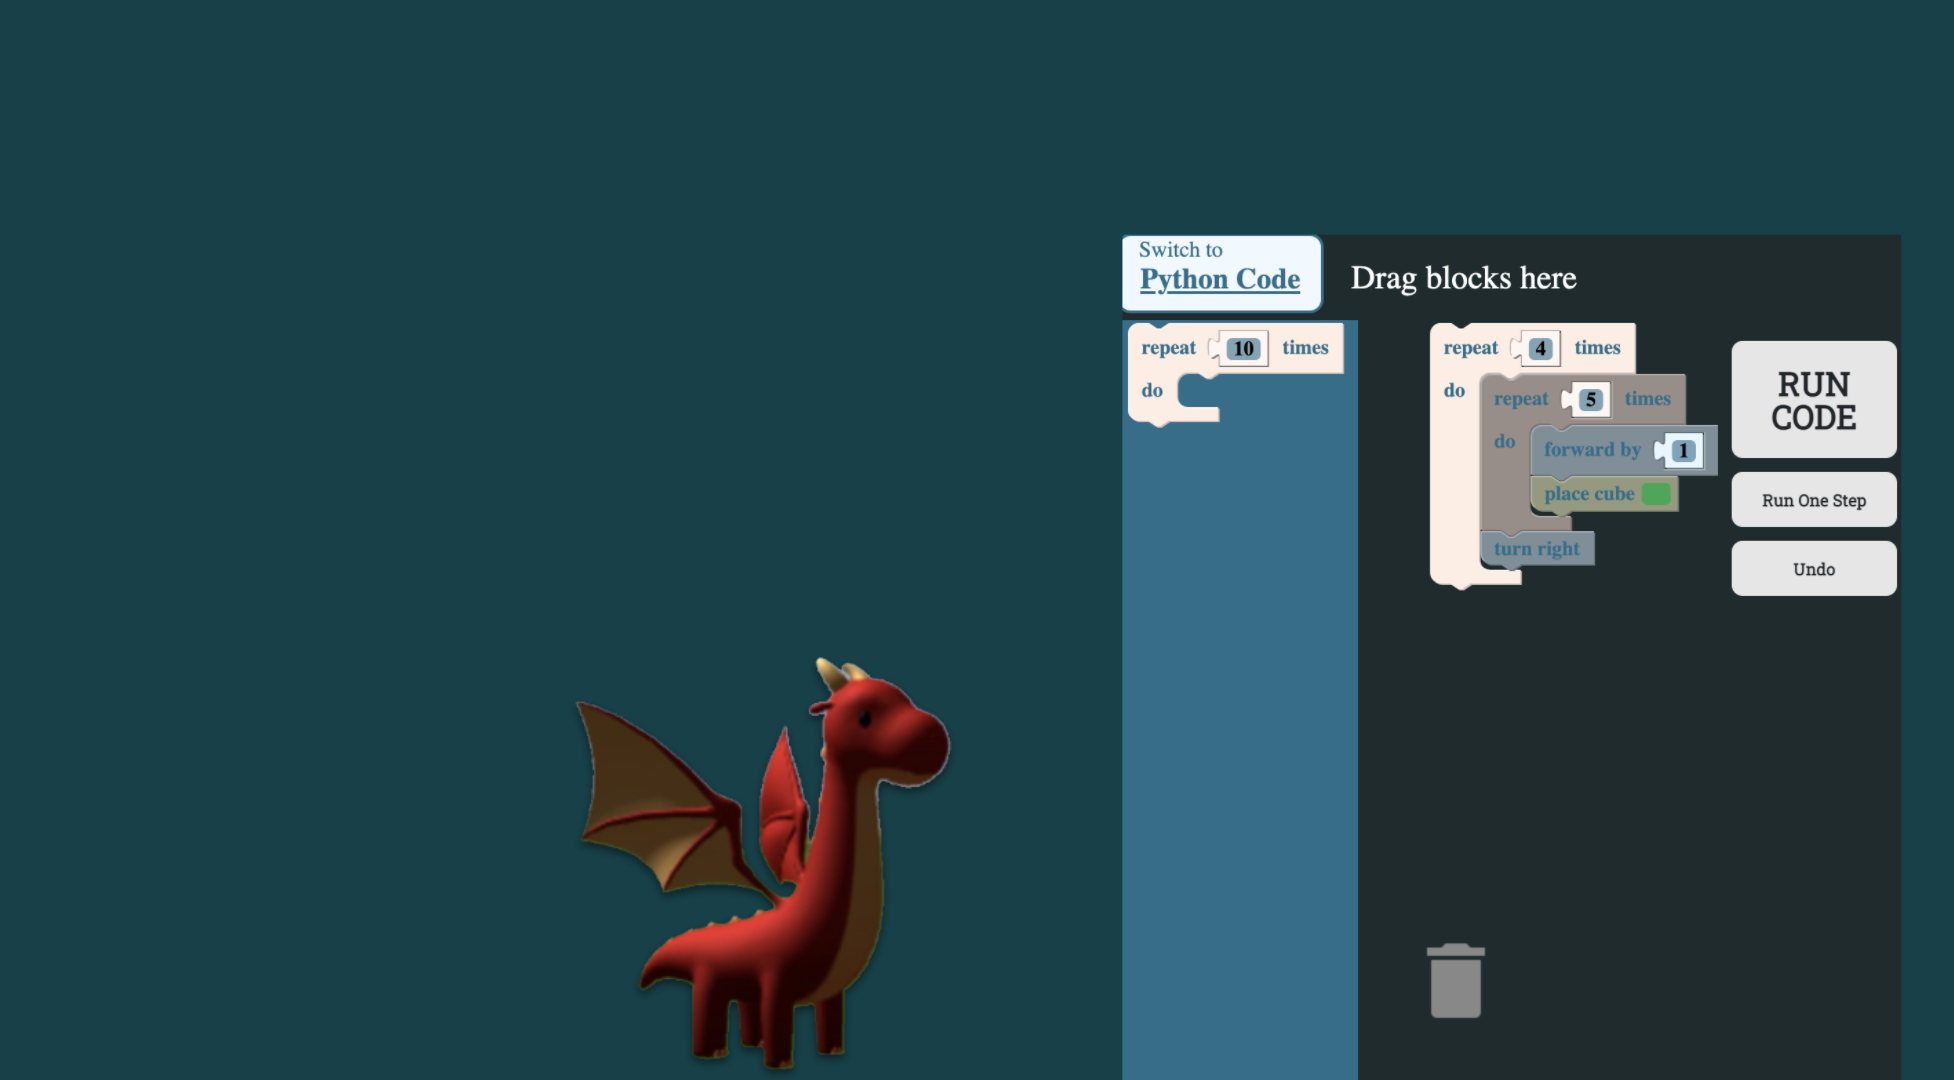 Switch to
Python Code
Drag blocks here
repeat 10 times
do
repeat 4 times
do
repeat 5 times
do
forward by 1
place cube
turn right
RUN
CODE
Run One Step
Undo